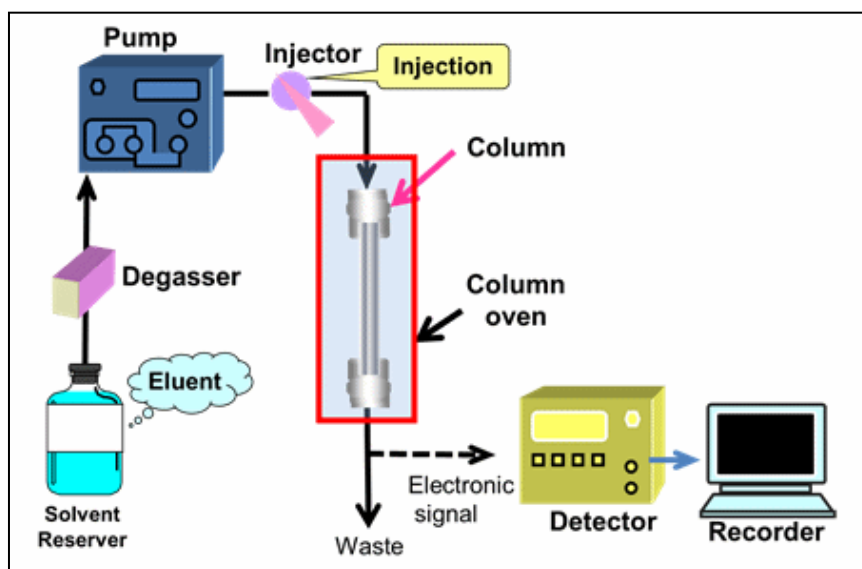 Pump
Injector
Injection
Column
Degasser
Column
oven
Eluent
Electronic
signal
Solvent
Reserver
Waste
Detector
Recorder